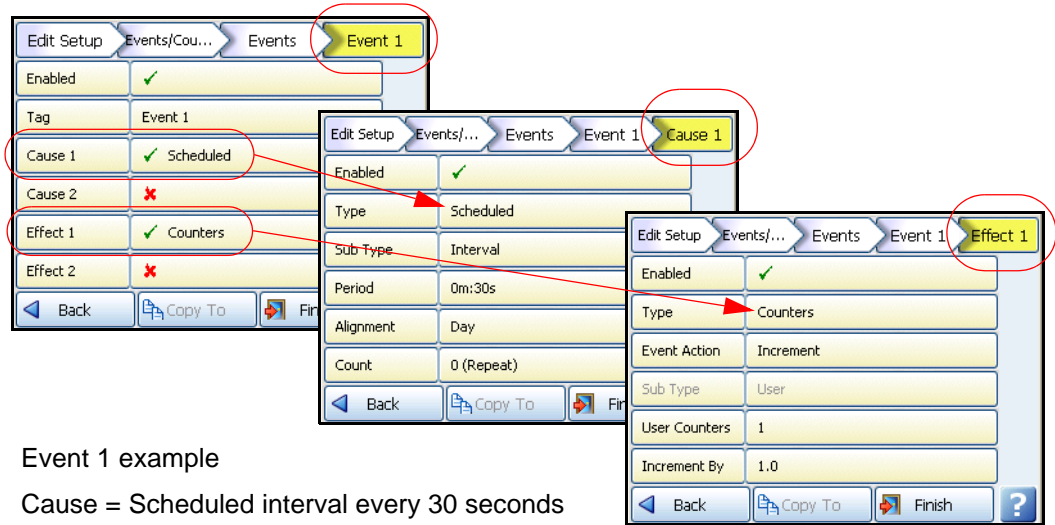 Edit Setup Events/Cou... Events Event 1
Enabled
Tag Event 1
Cause 1 Scheduled
Cause 2
Effect 1 Counters
Effect 2
Back Copy To Fin
Edit Setup Events/... Events Event 1 Cause 1
Enabled
Type Scheduled
Sub Type Interval
Period 0m:30s
Alignment Day
Count 0 (Repeat)
Back Copy To Fin
Edit Setup Events/... Events Event 1 Effect 1
Enabled
Type Counters
Event Action Increment
Sub Type User
User Counters 1
Increment By 1.0
Back Copy To Finish ?
Event 1 example
Cause = Scheduled interval every 30 seconds